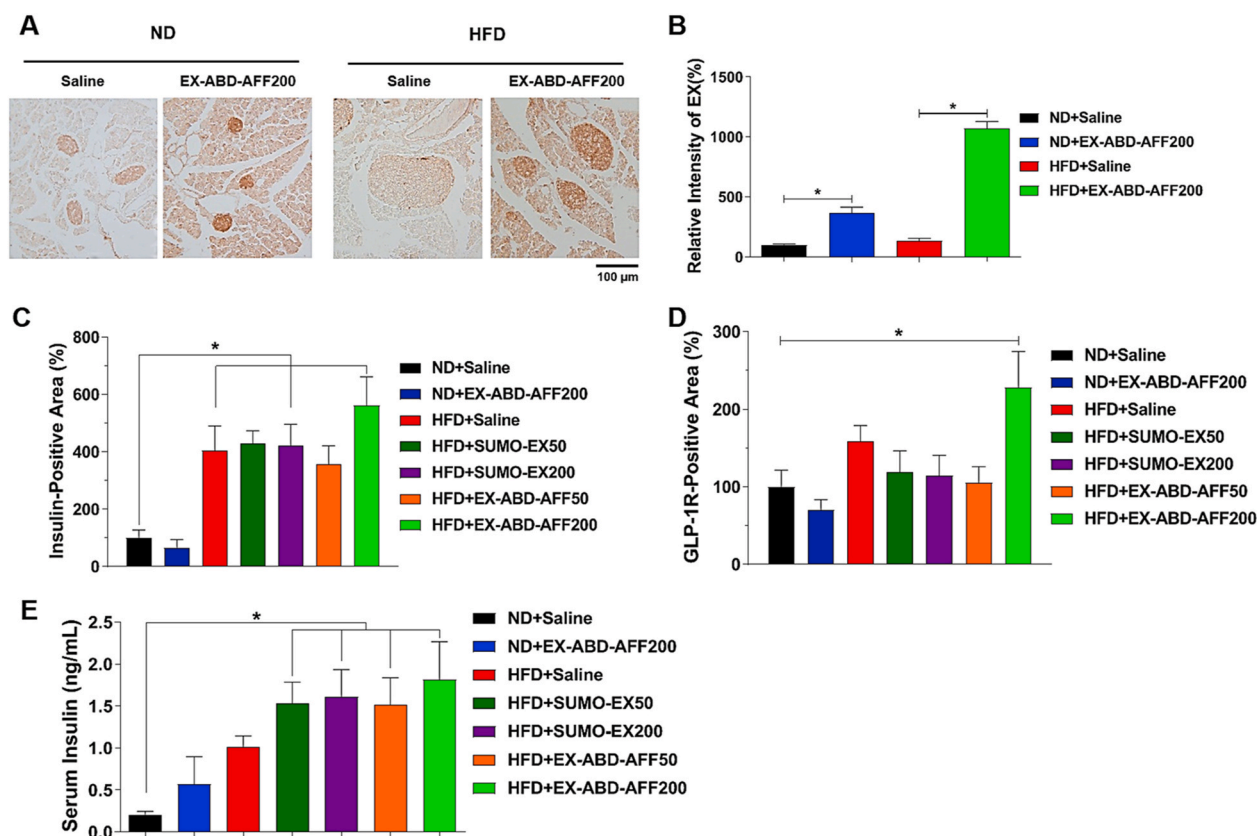 A
ND
HFD
Saline
EX-ABD-AFF200
Saline
EX-ABD-AFF200
100 µm
B
Relative Intensity of EX(%)
1500
1000
500
0
*
*
ND+Saline
ND+EX-ABD-AFF200
HFD+Saline
HFD+EX-ABD-AFF200
C
Insulin-Positive Area (%)
800
600
400
200
0
*
ND+Saline
ND+EX-ABD-AFF200
HFD+Saline
HFD+SUMO-EX50
HFD+SUMO-EX200
HFD+EX-ABD-AFF50
HFD+EX-ABD-AFF200
D
GLP-1R-Positive Area (%)
300
200
100
0
*
ND+Saline
ND+EX-ABD-AFF200
HFD+Saline
HFD+SUMO-EX50
HFD+SUMO-EX200
HFD+EX-ABD-AFF50
HFD+EX-ABD-AFF200
E
Serum Insulin (ng/mL)
2.5
2.0
1.5
1.0
0.5
0.0
*
ND+Saline
ND+EX-ABD-AFF200
HFD+Saline
HFD+SUMO-EX50
HFD+SUMO-EX200
HFD+EX-ABD-AFF50
HFD+EX-ABD-AFF200